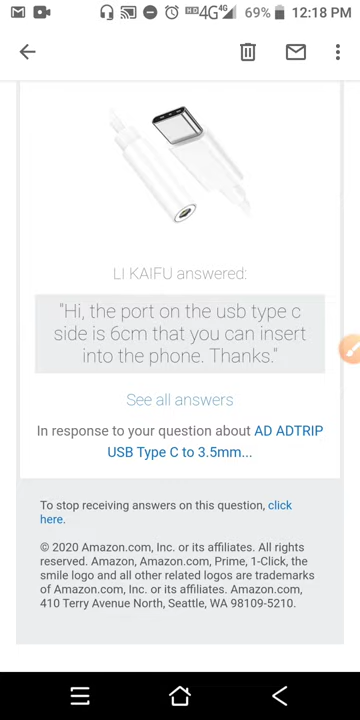 HD 4G 4G 69% 12:18 PM
LI KAIFU answered:
"Hi, the port on the usb type c
side is 6cm that you can insert
into the phone. Thanks."
See all answers
In response to your question about AD ADTRIP
USB Type C to 3.5mm...
To stop receiving answers on this question, click
here.
© 2020 Amazon.com, Inc. or its affiliates. All rights
reserved. Amazon, Amazon.com, Prime, 1-Click, the
smile logo and all other related logos are trademarks
of Amazon.com, Inc. or its affiliates. Amazon.com,
410 Terry Avenue North, Seattle, WA 98109-5210.